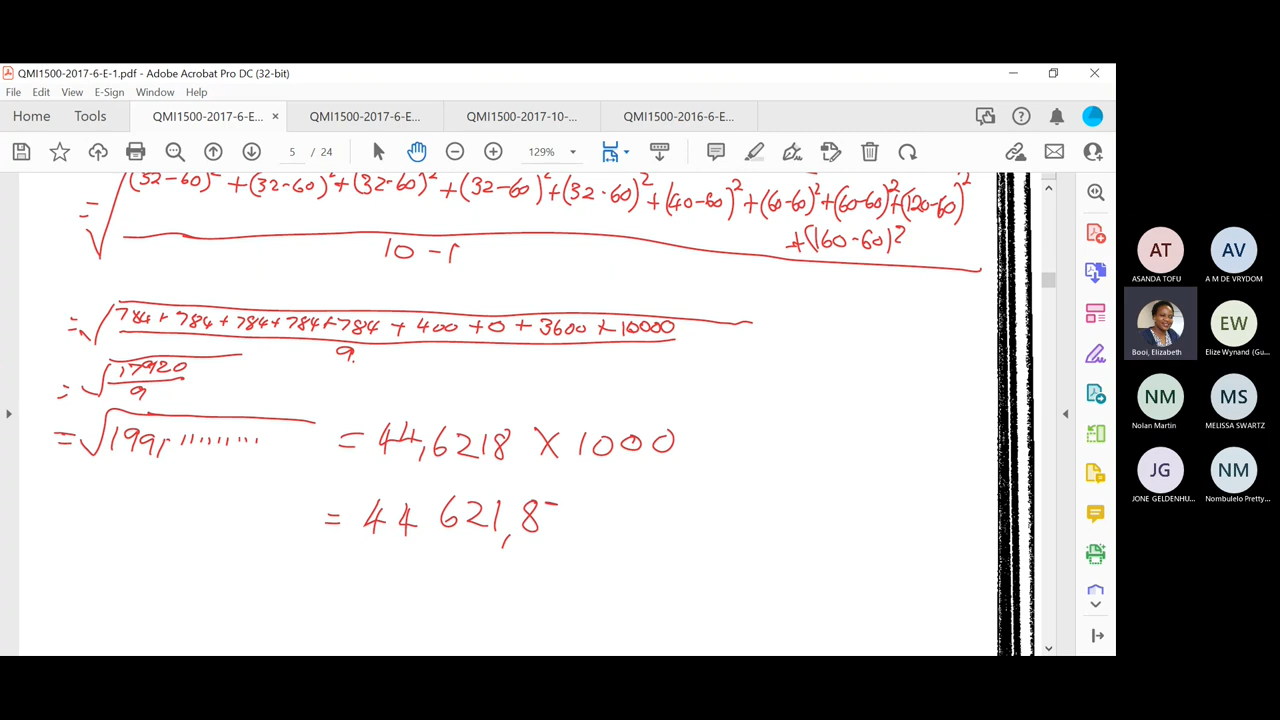 QMI1500-2017-6-E-1.pdf - Adobe Acrobat Pro DC (32-bit)
File Edit View E-Sign Window Help
Home Tools QMI1500-2017-6-E... × QMI1500-2017-6-E... QMI1500-2017-10-... QMI1500-2016-6-E...
5 / 24 129%
= √ (32-60)² + (32-60)² + (32-60)² + (32-60)² + (32-60)² + (40-60)² + (60-60)² + (60-60)² + (120-60)²
+ (160-60)²
10 - 1
= √ 784 + 784 + 784 + 784 + 784 + 400 + 0 + 3600 + 10000
9
= √ 17920
9
= √ 1991, ......... = 44,6218 × 1000
= 44 621,8
AT AV
ASANDA TOFU A M DE VRYDOM
EW
Booi, Elizabeth Elize Wynand (Gu...
NM MS
Nolan Martin MELISSA SWARTZ
JG NM
JONE GELDENHU... Nombulelo Pretty...